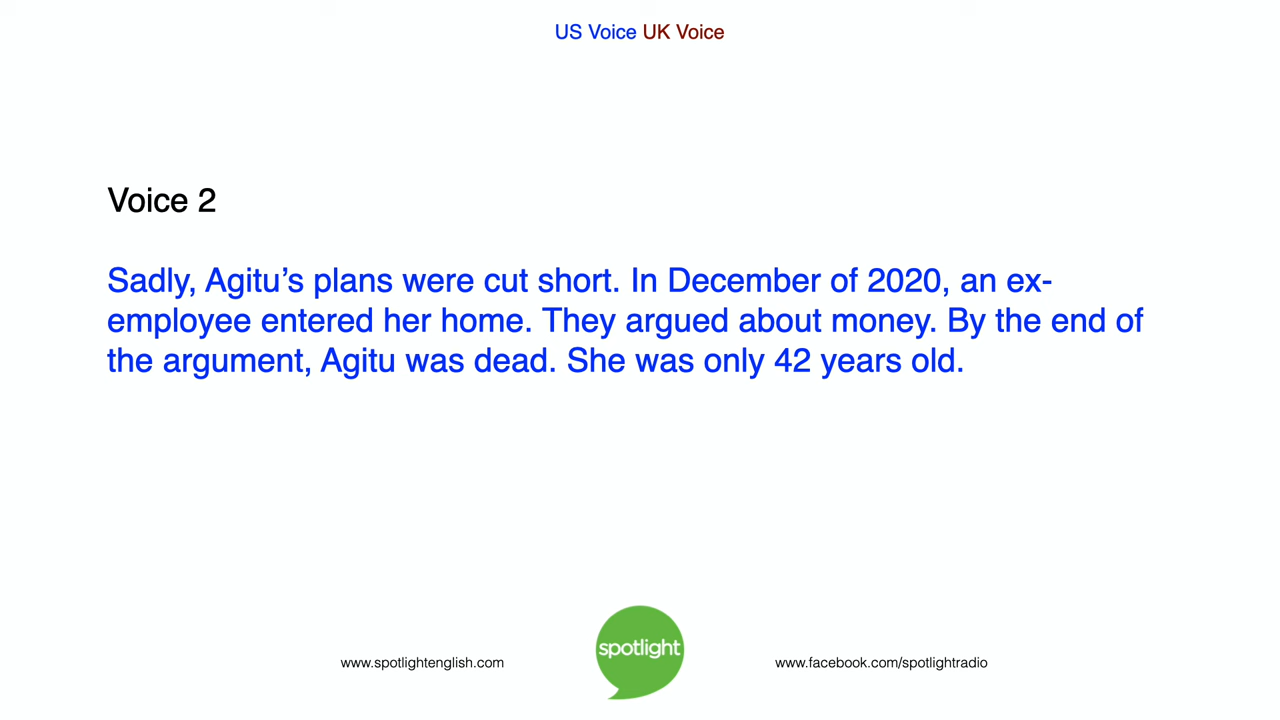 US Voice UK Voice
Voice 2
Sadly, Agitu’s plans were cut short. In December of 2020, an ex-
employee entered her home. They argued about money. By the end of
the argument, Agitu was dead. She was only 42 years old.
spotlight
www.spotlightenglish.com
www.facebook.com/spotlightradio